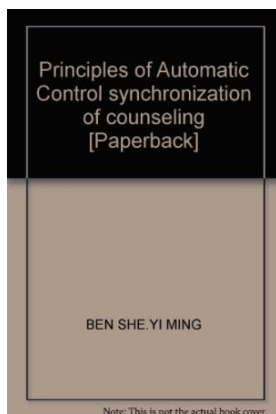 Principles of Automatic
Control synchronization
of counseling
[Paperback]
BEN SHE.YI MING
Note: This is not the actual book cover